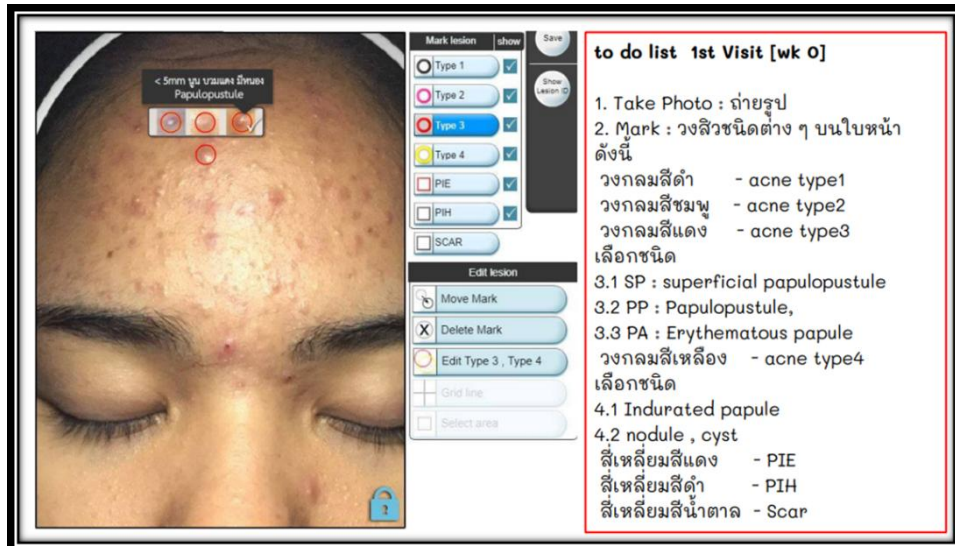 < 5mm นูน บวมแดง มีหนอง
Papulopustule
Mark lesion
show
Type 1
Type 2
Type 3
Type 4
PIE
PIH
SCAR
Save
Show
Lesion ID
Edit lesion
Move Mark
X Delete Mark
Edit Type 3 , Type 4
Grid line
Select area
to do list 1st Visit [wk 0]
1. Take Photo : ถ่ายรูป
2. Mark : วงสิวชนิดต่าง ๆ บนใบหน้า
ดังนี้
วงกลมสีดำ - acne type1
วงกลมสีชมพู - acne type2
วงกลมสีแดง - acne type3
เลือกชนิด
3.1 SP : superficial papulopustule
3.2 PP : Papulopustule,
3.3 PA : Erythematous papule
วงกลมสีเหลือง - acne type4
เลือกชนิด
4.1 Indurated papule
4.2 nodule , cyst
สี่เหลี่ยมสีแดง - PIE
สี่เหลี่ยมสีดำ - PIH
สี่เหลี่ยมสีน้ำตาล - Scar